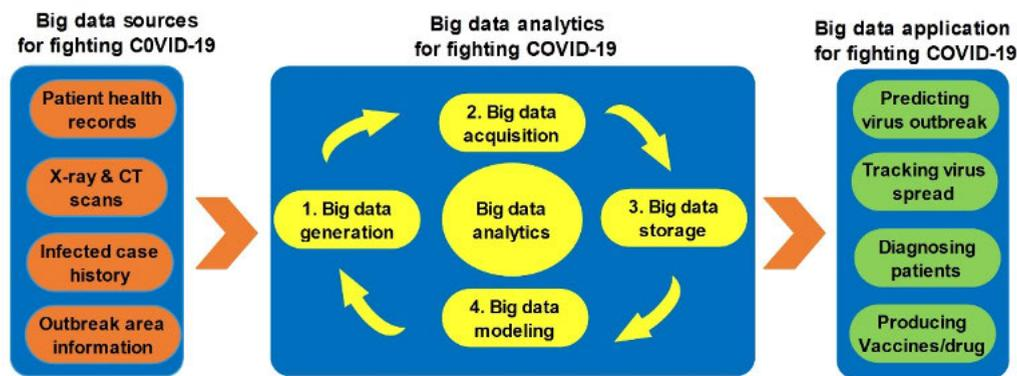 Big data sources
for fighting C0VID-19
Patient health
records
X-ray & CT
scans
Infected case
history
Outbreak area
information
Big data analytics
for fighting COVID-19
1. Big data
generation
2. Big data
acquisition
3. Big data
storage
4. Big data
modeling
Big data
analytics
Big data application
for fighting COVID-19
Predicting
virus outbreak
Tracking virus
spread
Diagnosing
patients
Producing
Vaccines/drug